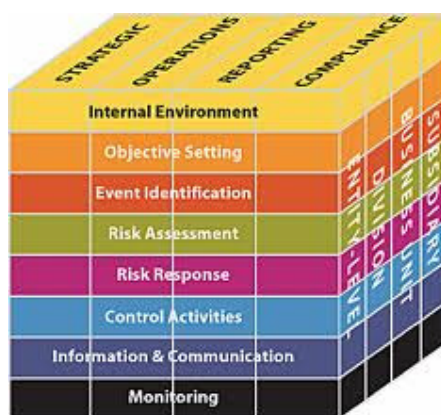 STRATEGIC
OPERATIONS
REPORTING
COMPLIANCE
Internal Environment
Objective Setting
Event Identification
Risk Assessment
Risk Response
Control Activities
Information & Communication
Monitoring
ENTITY-LEVEL
DIVISION
BUSINESS UNIT
SUBSIDIARY